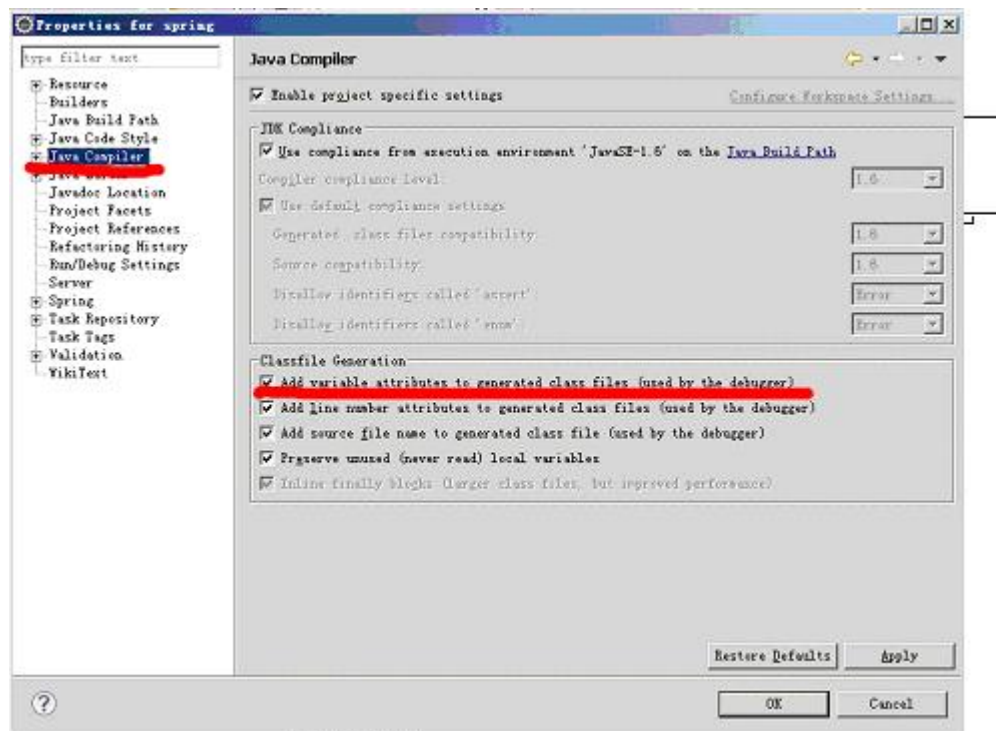 Properties for spring
type filter text
Resource
Builders
Java Build Path
Java Code Style
Java Compiler
Java
Javadoc Location
Project Facets
Project References
Refactoring History
Run/Debug Settings
Server
Spring
Task Repository
Task Tags
Validation
WikiText
Java Compiler
Enable project specific settings
Configure Workspace Settings...
JDK Compliance
Use compliance from execution environment 'JavaSE-1.6' on the Java Build Path
Compiler compliance level:
1.6
Use default compliance settings
Generated .class files compatibility:
1.6
Source compatibility:
1.6
Disallow identifiers called 'assert':
Error
Disallow identifiers called 'enum':
Error
Classfile Generation
Add variable attributes to generated class files (used by the debugger)
Add line number attributes to generated class files (used by the debugger)
Add source file name to generated class file (used by the debugger)
Preserve unused (never read) local variables
Inline finally blocks (larger class files, but improved performance)
Restore Defaults
Apply
?
OK
Cancel